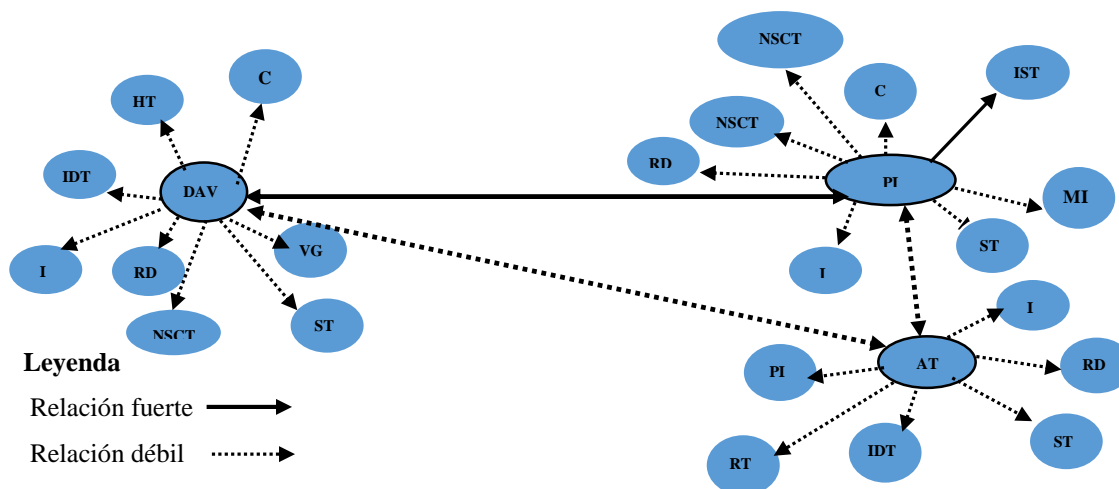 NSCT
C
IST
C
HT
NSCT
RD
IDT
DAV
PI
MI
I
RD
VG
I
ST
NSCT
ST
I
Leyenda
PI
AT
RD
Relación fuerte
Relación débil
RT
IDT
ST